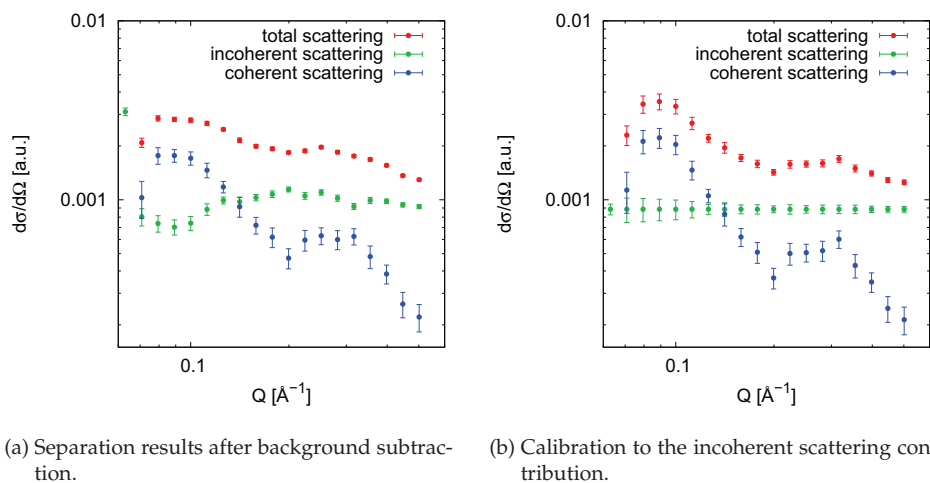 0.01
total scattering
incoherent scattering
coherent scattering
dσ/dΩ [a.u.]
0.001
0.1
Q [Å⁻¹]
0.01
total scattering
incoherent scattering
coherent scattering
dσ/dΩ [a.u.]
0.001
0.1
Q [Å⁻¹]
(a) Separation results after background subtrac-
tion.
(b) Calibration to the incoherent scattering con
tribution.